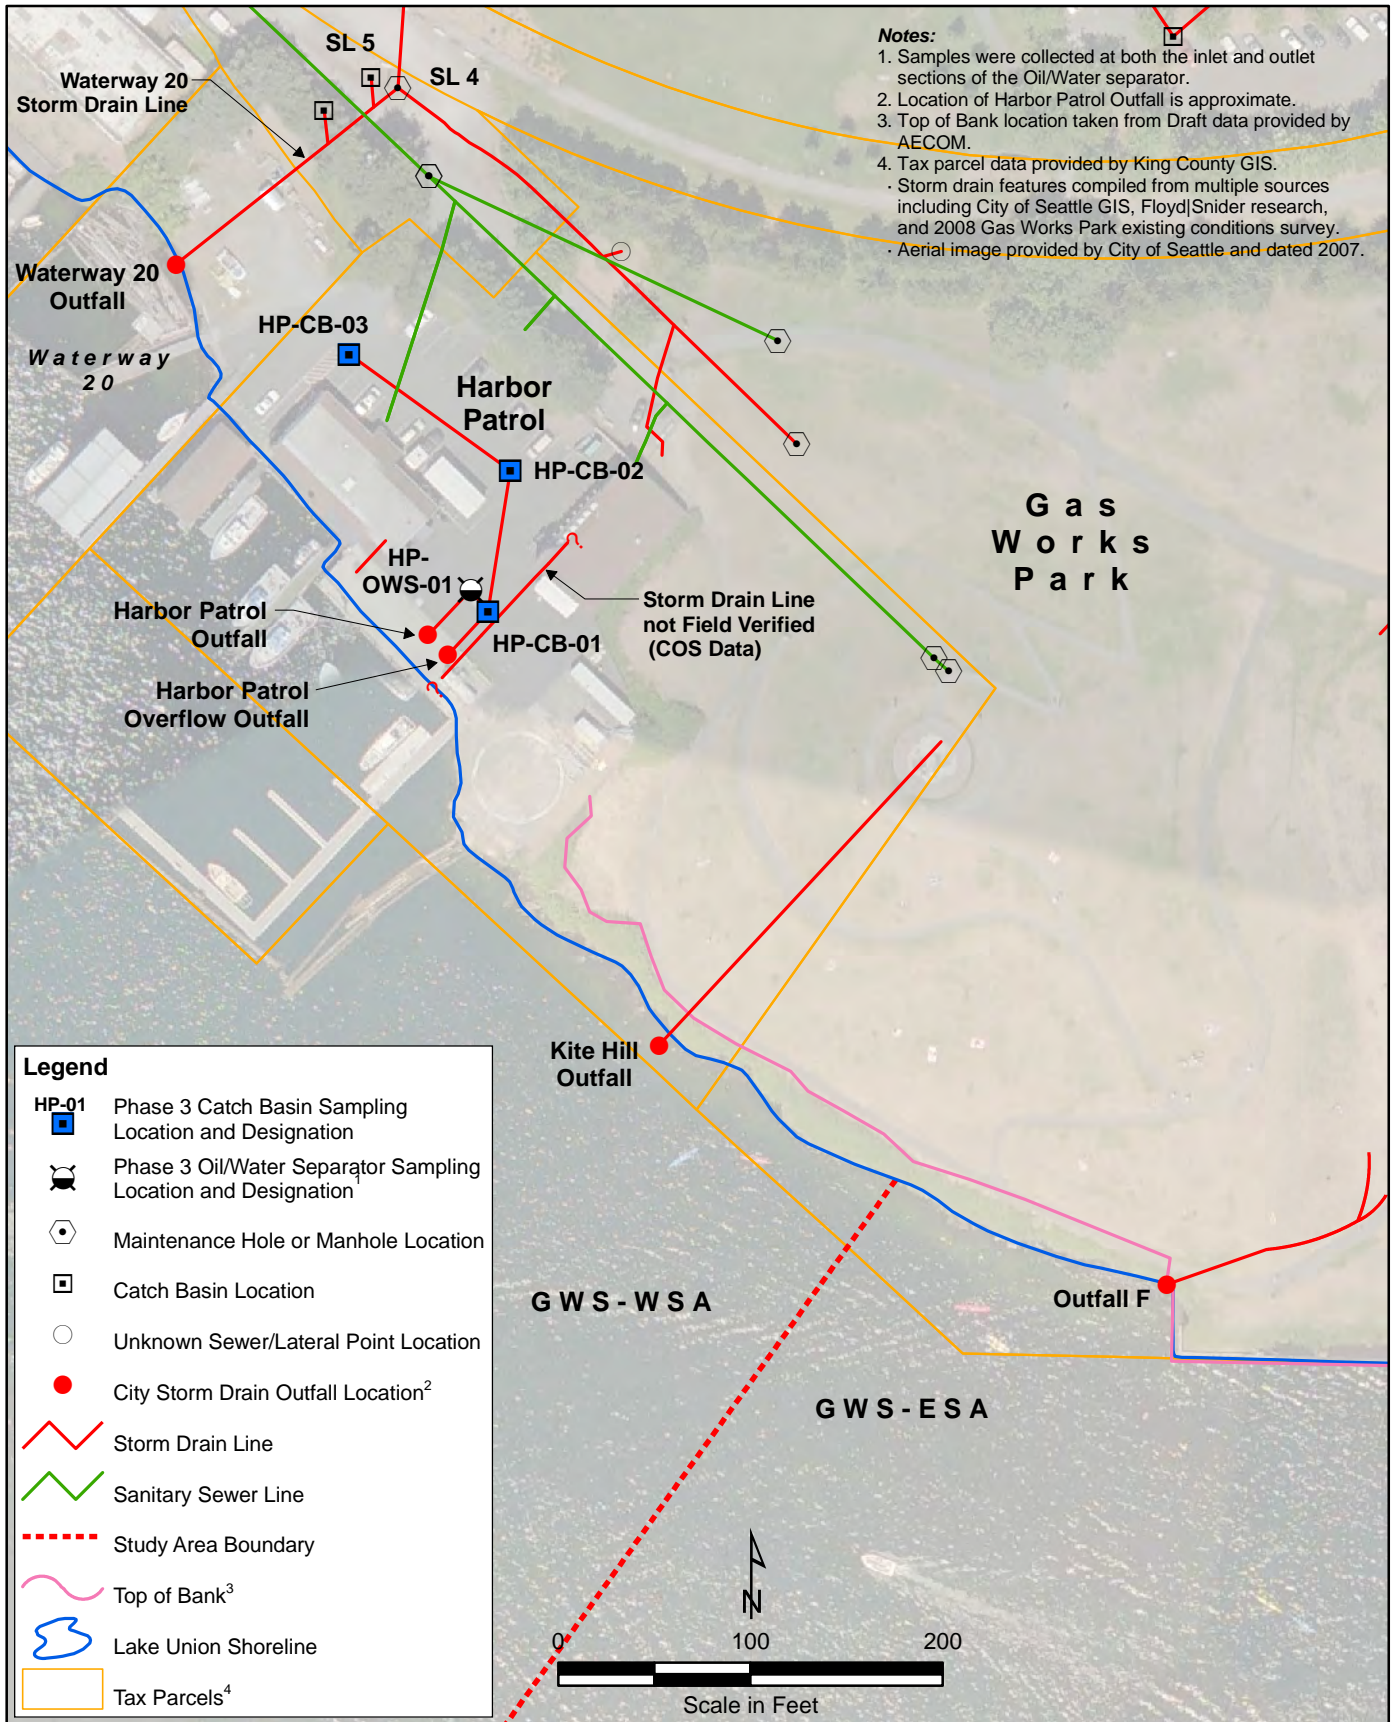 SL 5
SL 4
Waterway 20
Storm Drain Line
Notes:
1. Samples were collected at both the inlet and outlet
sections of the Oil/Water separator.
2. Location of Harbor Patrol Outfall is approximate.
3. Top of Bank location taken from Draft data provided by
AECOM.
4. Tax parcel data provided by King County GIS.
· Storm drain features compiled from multiple sources
including City of Seattle GIS, Floyd|Snider research,
and 2008 Gas Works Park existing conditions survey.
· Aerial image provided by City of Seattle and dated 2007.
Waterway 20
Outfall
HP-CB-03
Waterway
20
Harbor
Patrol
HP-CB-02
Gas
Works
Park
?
HP-
OWS-01
Harbor Patrol
Outfall
Storm Drain Line
not Field Verified
(COS Data)
HP-CB-01
?
Harbor Patrol
Overflow Outfall
Kite Hill
Outfall
Outfall F
GWS-WSA
GWS-ESA
Legend
HP-01
Phase 3 Catch Basin Sampling
Location and Designation
Phase 3 Oil/Water Separator Sampling
Location and Designation1
Maintenance Hole or Manhole Location
Catch Basin Location
Unknown Sewer/Lateral Point Location
City Storm Drain Outfall Location2
Storm Drain Line
Sanitary Sewer Line
Study Area Boundary
Top of Bank3
Lake Union Shoreline
Tax Parcels4
N
0 100 200
Scale in Feet